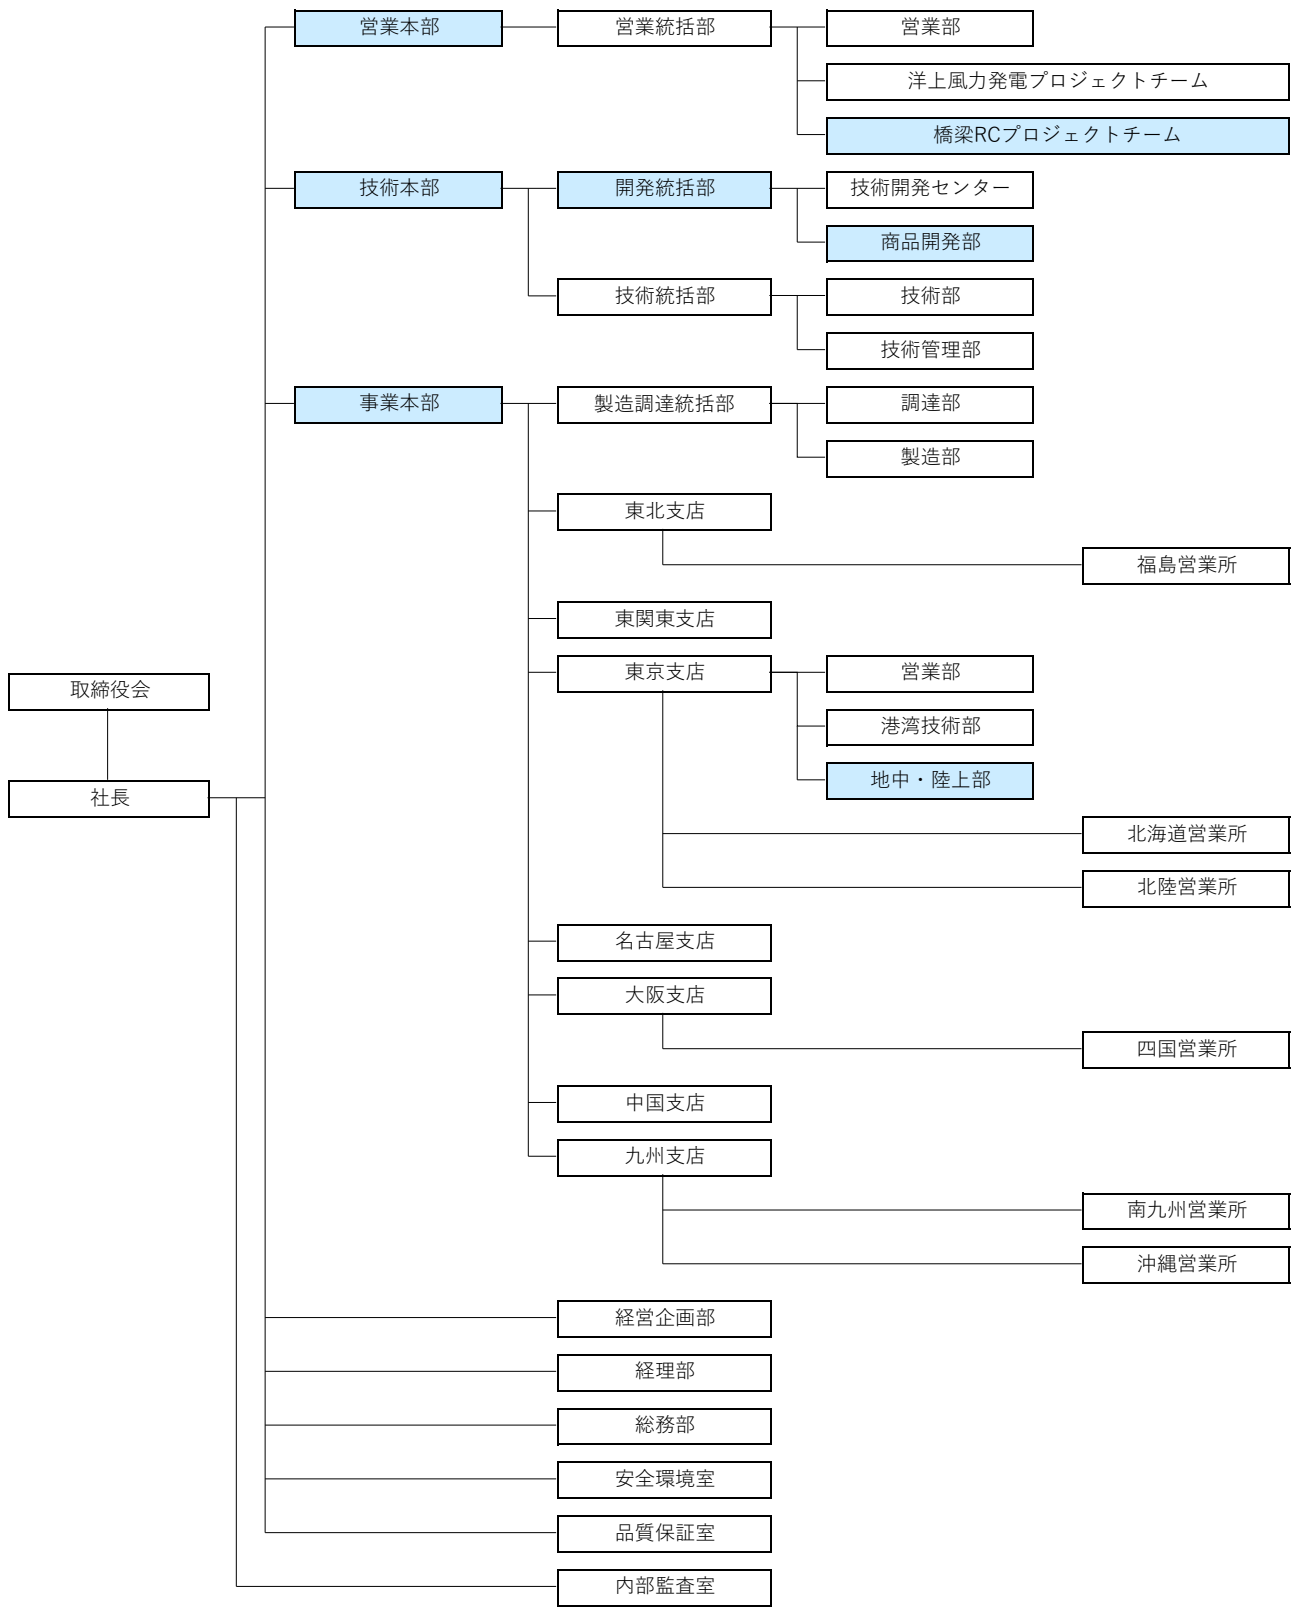 営業本部
営業統括部
営業部
洋上風力発電プロジェクトチーム
橋梁RCプロジェクトチーム
技術本部
開発統括部
技術開発センター
商品開発部
技術統括部
技術部
技術管理部
事業本部
製造調達統括部
調達部
製造部
東北支店
福島営業所
東関東支店
東京支店
営業部
取締役会
港湾技術部
地中・陸上部
社長
北海道営業所
北陸営業所
名古屋支店
大阪支店
四国営業所
中国支店
九州支店
南九州営業所
沖縄営業所
経営企画部
経理部
総務部
安全環境室
品質保証室
内部監査室